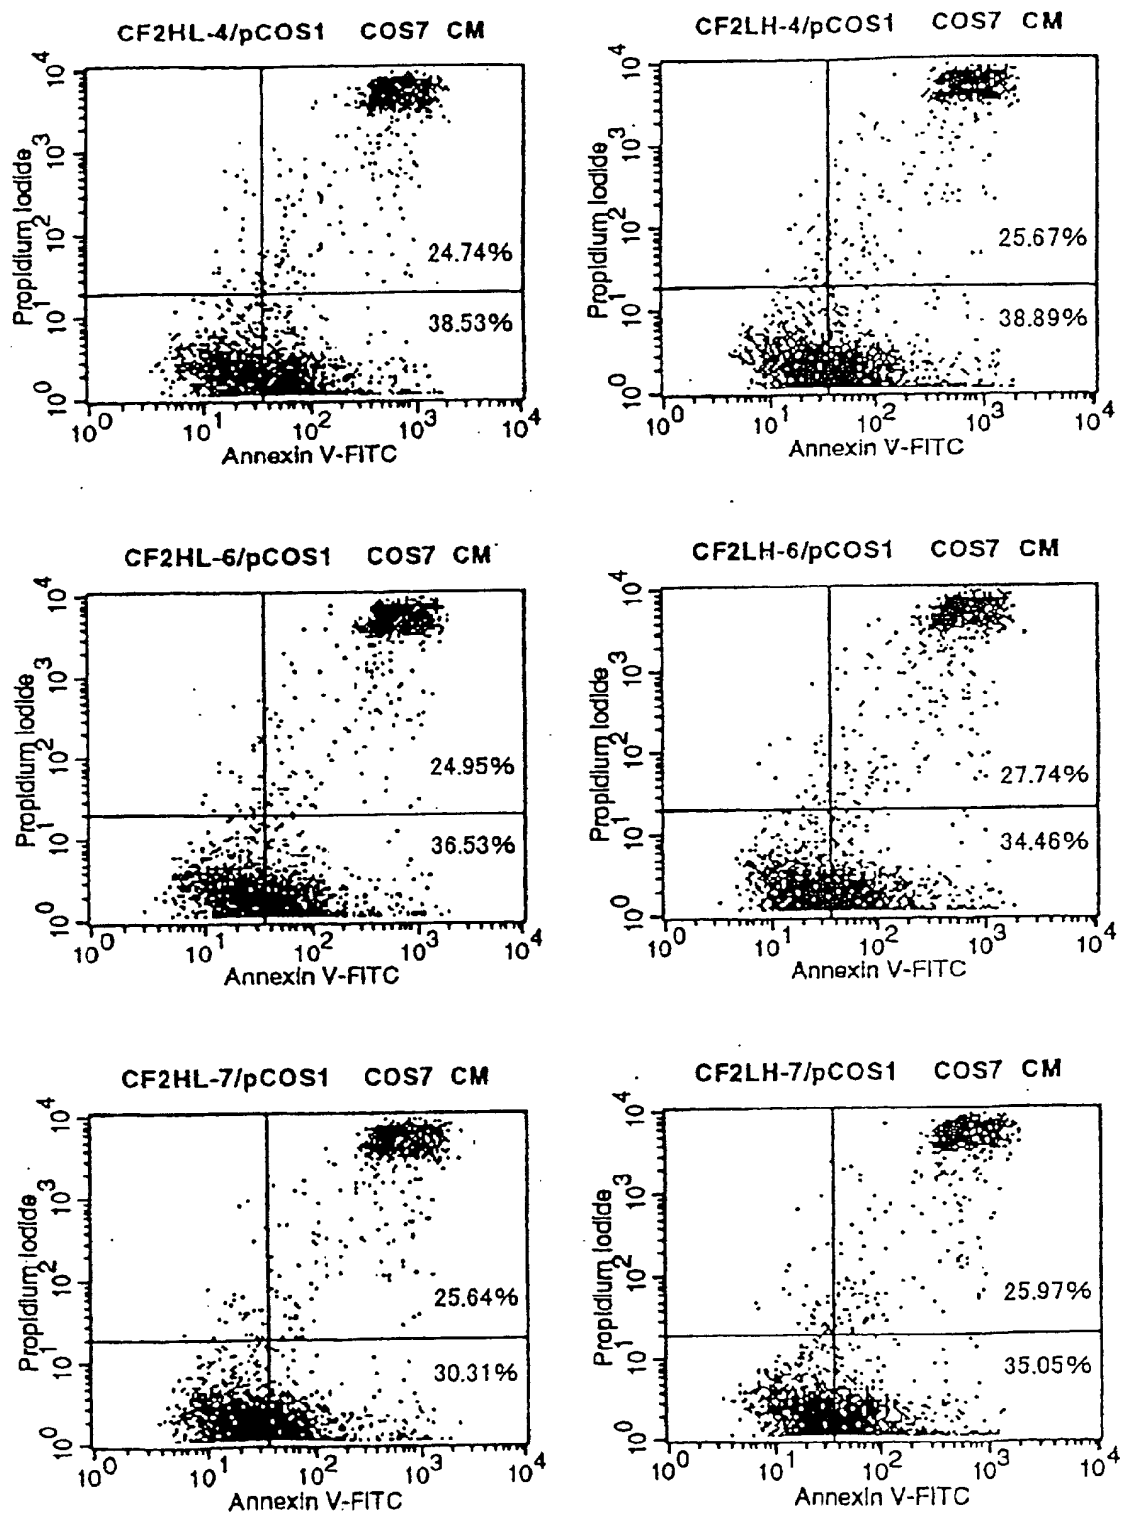 CF2HL-4/pCOS1 COS7 CM
10^4
10^3
10^2
10^1
10^0
Propidium Iodide
24.74%
38.53%
10^0 10^1 10^2 10^3 10^4
Annexin V-FITC
CF2LH-4/pCOS1 COS7 CM
10^4
10^3
10^2
10^1
10^0
Propidium Iodide
25.67%
38.89%
10^0 10^1 10^2 10^3 10^4
Annexin V-FITC
CF2HL-6/pCOS1 COS7 CM
10^4
10^3
10^2
10^1
10^0
Propidium Iodide
24.95%
36.53%
10^0 10^1 10^2 10^3 10^4
Annexin V-FITC
CF2LH-6/pCOS1 COS7 CM
10^4
10^3
10^2
10^1
10^0
Propidium Iodide
27.74%
34.46%
10^0 10^1 10^2 10^3 10^4
Annexin V-FITC
CF2HL-7/pCOS1 COS7 CM
10^4
10^3
10^2
10^1
10^0
Propidium Iodide
25.64%
30.31%
10^0 10^1 10^2 10^3 10^4
Annexin V-FITC
CF2LH-7/pCOS1 COS7 CM
10^4
10^3
10^2
10^1
10^0
Propidium Iodide
25.97%
35.05%
10^0 10^1 10^2 10^3 10^4
Annexin V-FITC